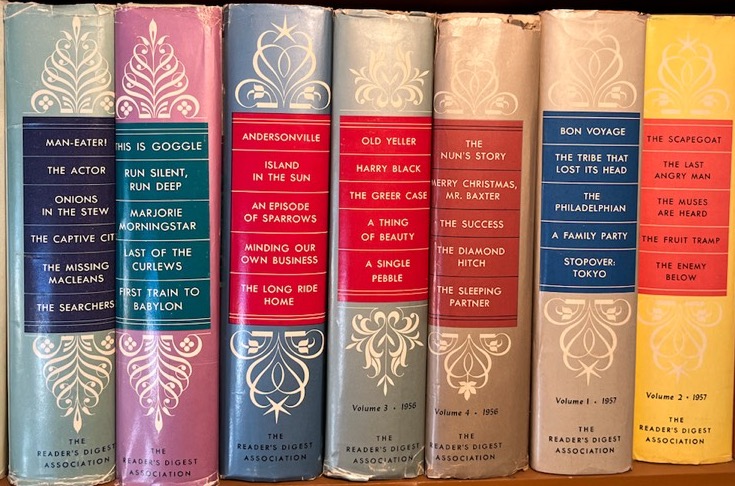 MAN-EATER!
THE ACTOR
ONIONS
IN THE STEW
THE CAPTIVE CIT
THE MISSING
MACLEANS
THE SEARCHERS
THE
READER'S DIGEST
ASSOCIATION
THIS IS GOGGLE
RUN SILENT,
RUN DEEP
MARJORIE
MORNINGSTAR
LAST OF THE
CURLEWS
FIRST TRAIN TO
BABYLON
THE
READER'S DIGEST
ASSOCIATION
ANDERSONVILLE
ISLAND
IN THE SUN
AN EPISODE
OF SPARROWS
MINDING OUR
OWN BUSINESS
THE LONG RIDE
HOME
THE
READER'S DIGEST
ASSOCIATION
OLD YELLER
HARRY BLACK
THE GREER CASE
A THING
OF BEAUTY
A SINGLE
PEBBLE
Volume 3 • 1956
THE
READER'S DIGEST
ASSOCIATION
THE
NUN'S STORY
MERRY CHRISTMAS,
MR. BAXTER
THE SUCCESS
THE DIAMOND
HITCH
THE SLEEPING
PARTNER
Volume 4 • 1956
THE
READER'S DIGEST
ASSOCIATION
BON VOYAGE
THE TRIBE THAT
LOST ITS HEAD
THE
PHILADELPHIAN
A FAMILY PARTY
STOPOVER:
TOKYO
Volume 1 • 1957
THE
READER'S DIGEST
ASSOCIATION
THE SCAPEGOAT
THE LAST
ANGRY MAN
THE MUSES
ARE HEARD
THE FRUIT TRAMP
THE ENEMY
BELOW
Volume 2 • 1957
THE
READER'S DIGEST
ASSOCIATION